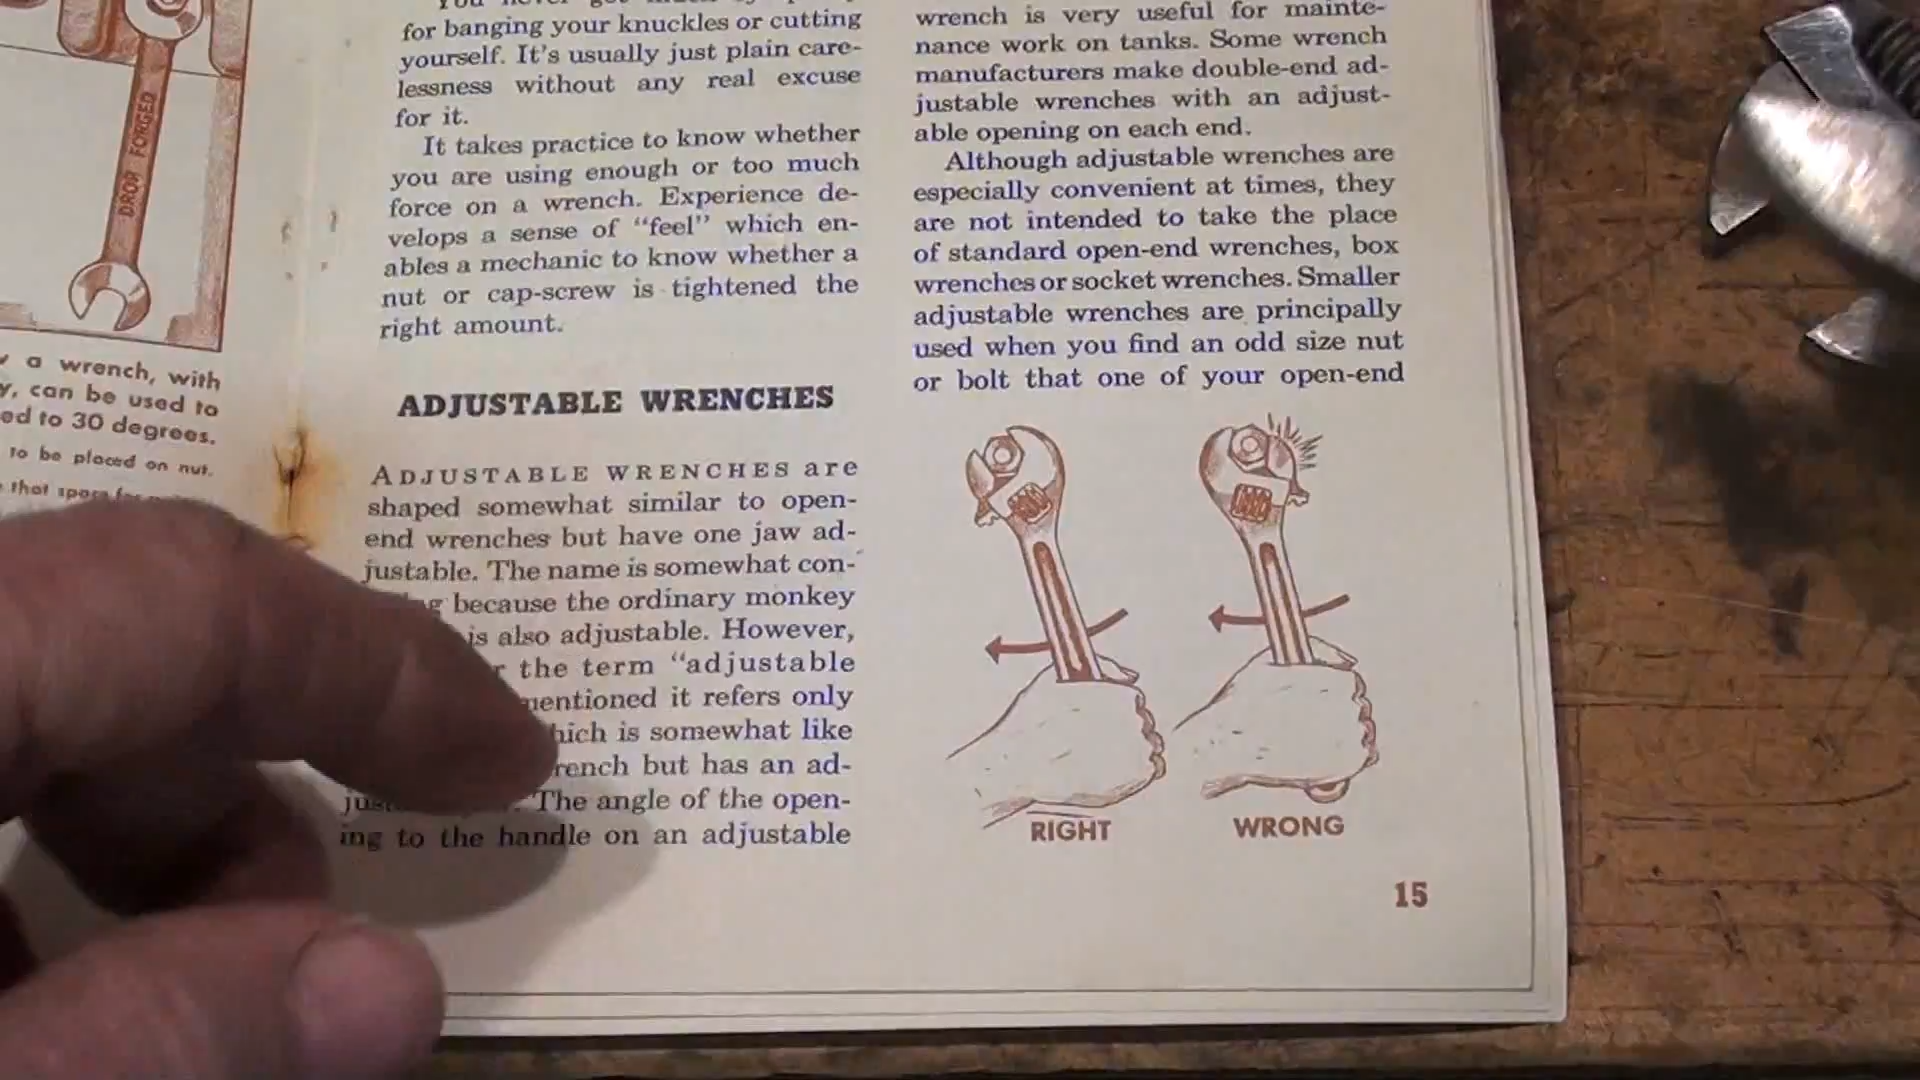 DROP FORGED
a wrench, with
can be used to
ed to 30 degrees.
to be placed on nut.
that
for banging your knuckles or cutting
yourself. It's usually just plain care-
lessness without any real excuse
for it.
It takes practice to know whether
you are using enough or too much
force on a wrench. Experience de-
velops a sense of "feel" which en-
ables a mechanic to know whether a
nut or cap-screw is tightened the
right amount.
ADJUSTABLE WRENCHES
ADJUSTABLE WRENCHES are
shaped somewhat similar to open-
end wrenches but have one jaw ad-
justable. The name is somewhat con-
because the ordinary monkey
is also adjustable. However,
the term "adjustable
mentioned it refers only
which is somewhat like
wrench but has an ad-
The angle of the open-
ing to the handle on an adjustable
wrench is very useful for mainte-
nance work on tanks. Some wrench
manufacturers make double-end ad-
justable wrenches with an adjust-
able opening on each end.
Although adjustable wrenches are
especially convenient at times, they
are not intended to take the place
of standard open-end wrenches, box
wrenches or socket wrenches. Smaller
adjustable wrenches are principally
used when you find an odd size nut
or bolt that one of your open-end
RIGHT
WRONG
15